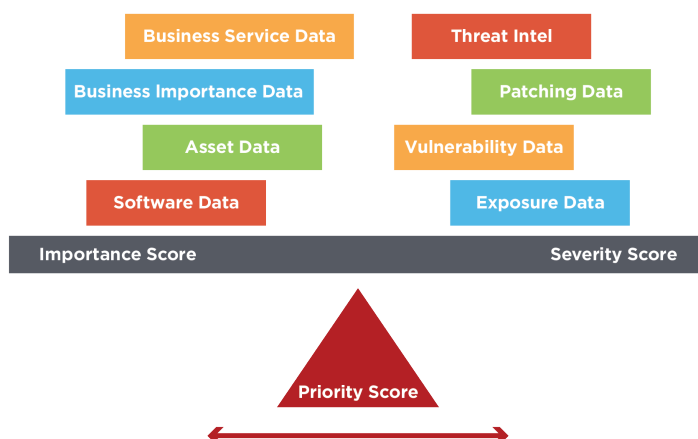 Business Service Data
Threat Intel
Business Importance Data
Patching Data
Asset Data
Vulnerability Data
Software Data
Exposure Data
Importance Score
Severity Score
Priority Score